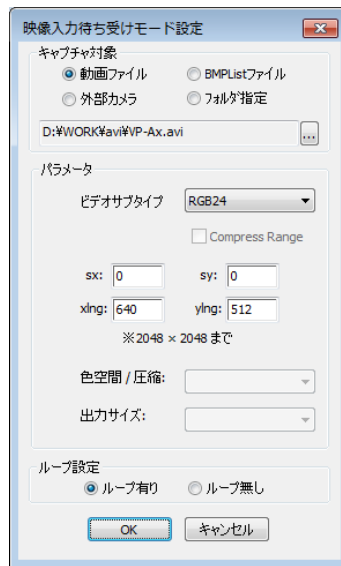 映像入力待ち受けモード設定
キャプチャ対象
動画ファイル BMPListファイル
外部カメラ フォルダ指定
D:¥WORK¥avi¥VP-Ax.avi ...
パラメータ
ビデオサブタイプ RGB24
Compress Range
sx: 0 sy: 0
xlng: 640 ylng: 512
※2048 × 2048 まで
色空間 / 圧縮:
出力サイズ:
ループ設定
ループ有り ループ無し
OK キャンセル